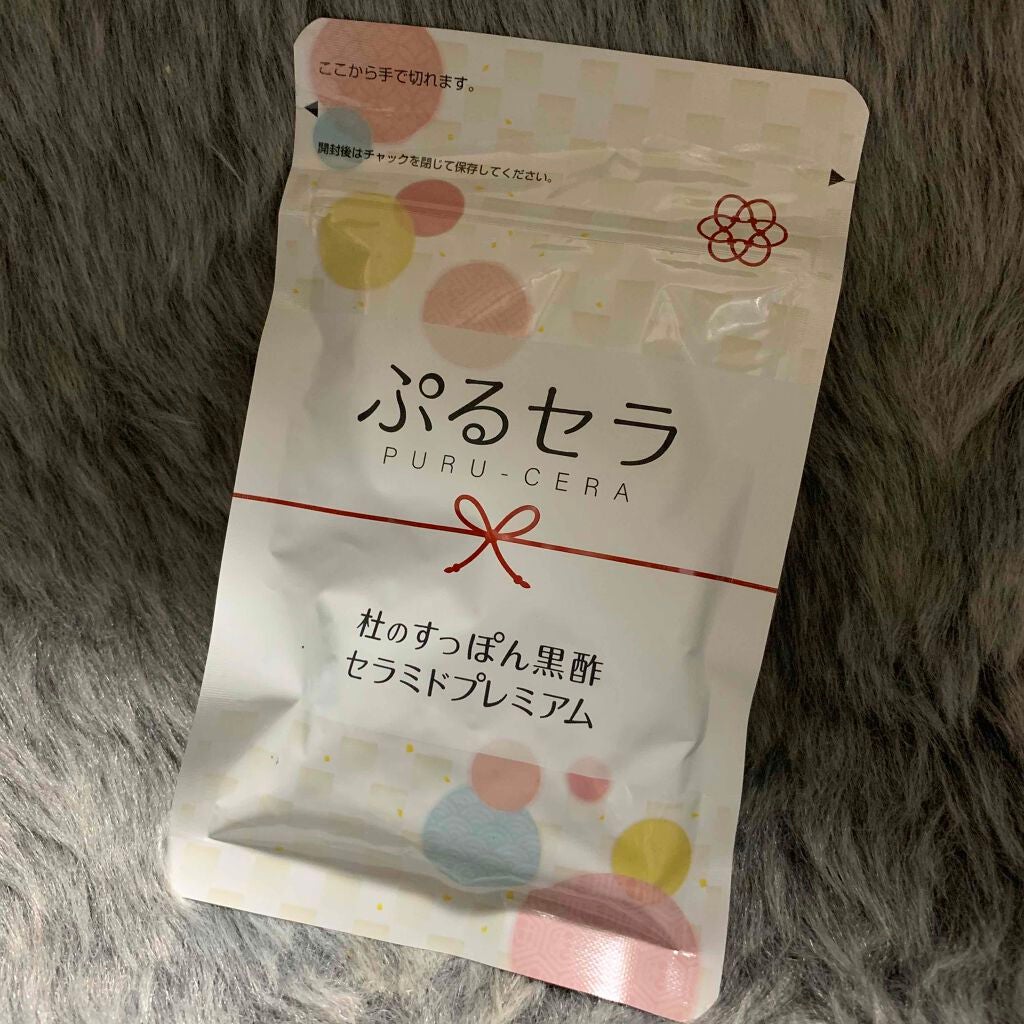 ここから手で切れます。
開封後はチャックを閉じて保存してください。
ぷるセラ
PURU-CERA
杜のすっぽん黒酢
セラミドプレミアム